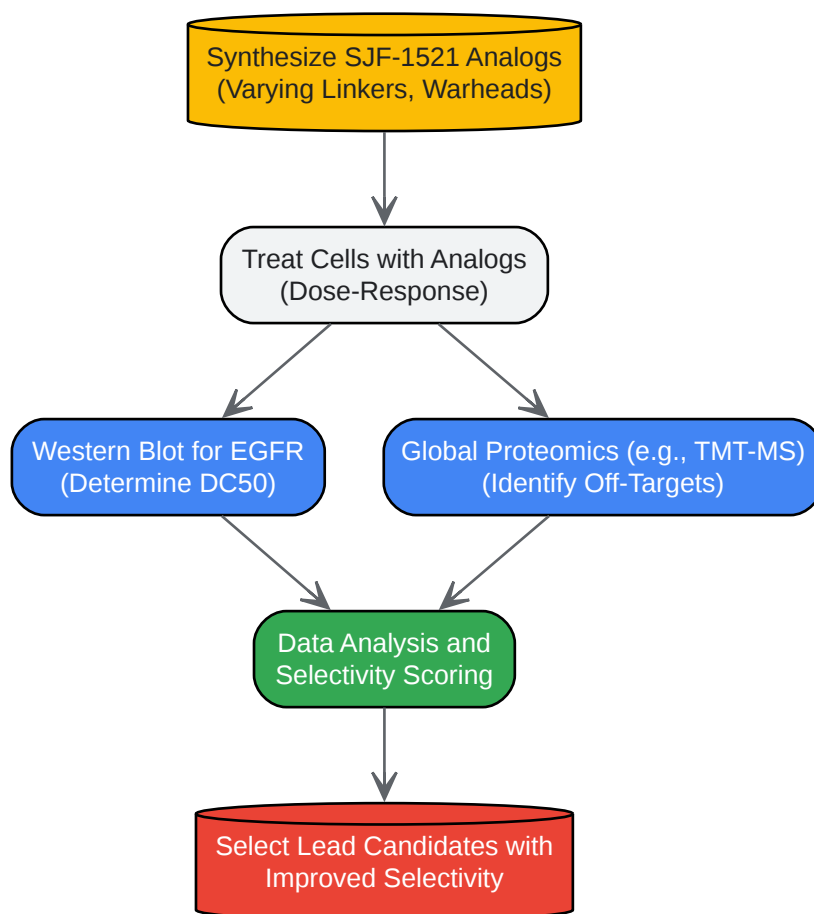 Synthesize SJF-1521 Analogs
(Varying Linkers, Warheads)
Treat Cells with Analogs
(Dose-Response)
Western Blot for EGFR
(Determine DC50)
Global Proteomics (e.g., TMT-MS)
(Identify Off-Targets)
Data Analysis and
Selectivity Scoring
Select Lead Candidates with
Improved Selectivity